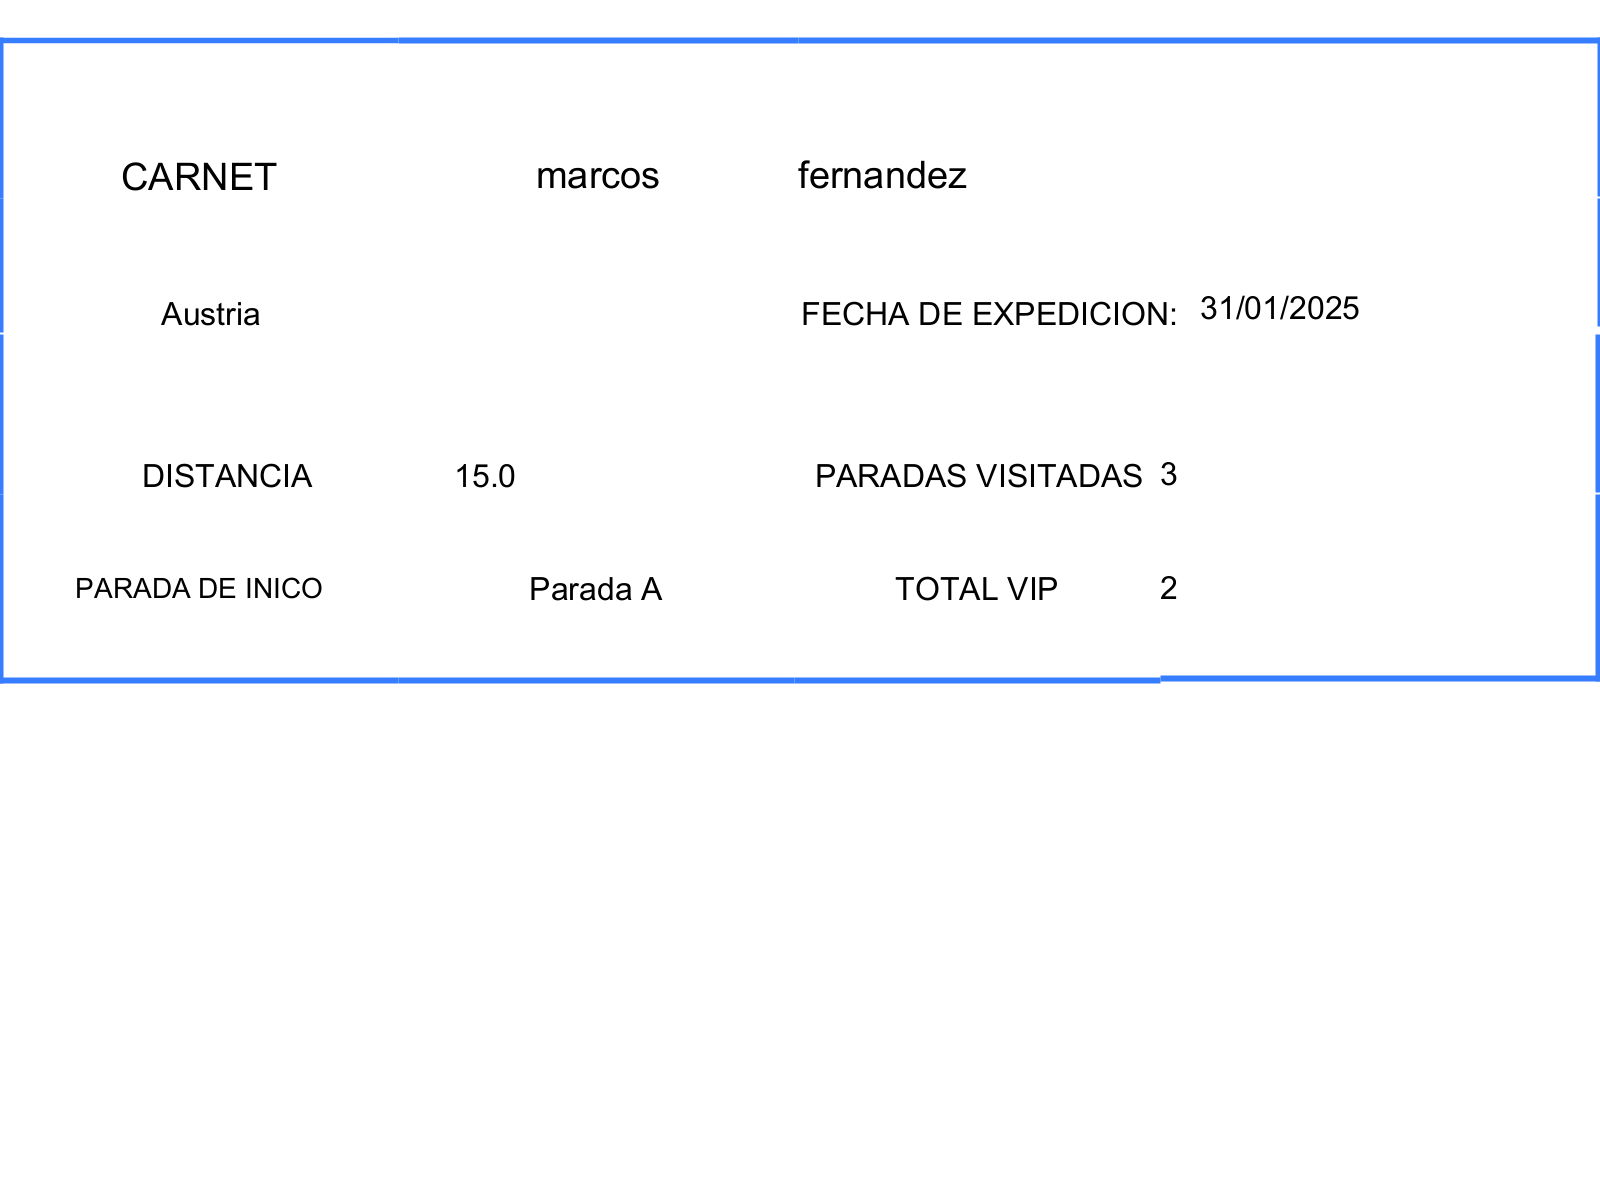 CARNET marcos fernandez
Austria FECHA DE EXPEDICION: 31/01/2025
DISTANCIA 15.0 PARADAS VISITADAS 3
PARADA DE INICO Parada A TOTAL VIP 2